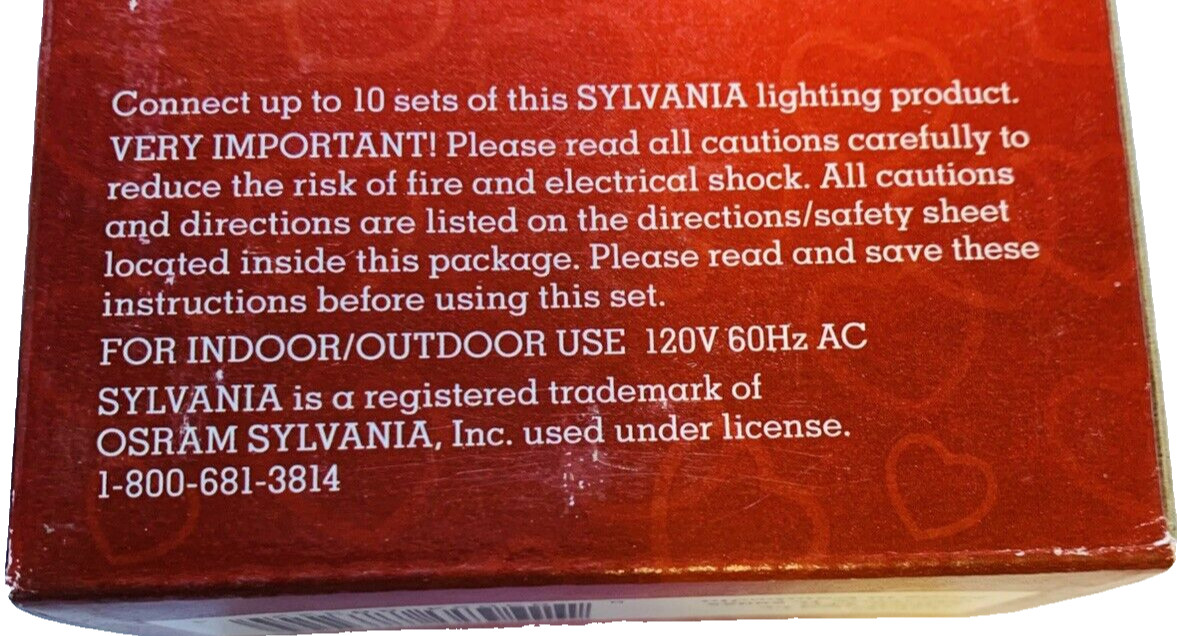 Connect up to 10 sets of this SYLVANIA lighting product.
VERY IMPORTANT! Please read all cautions carefully to
reduce the risk of fire and electrical shock. All cautions
and directions are listed on the directions/safety sheet
located inside this package. Please read and save these
instructions before using this set.
FOR INDOOR/OUTDOOR USE 120V 60Hz AC
SYLVANIA is a registered trademark of
OSRAM SYLVANIA, Inc. used under license.
1-800-681-3814